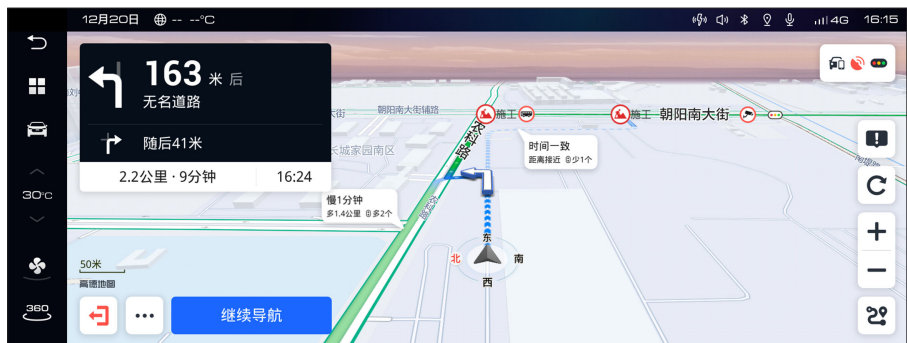 12月20日 -- --°C
4G 16:15
163 米 后
无名道路
随后41米
2.2公里·9分钟 16:24
30°C
360
朝阳南大街辅路
施工
施工
朝阳南大街
长城家园南区
农科路
时间一致
距离接近 少1个
慢1分钟
多1.4公里 多2个
东
北
南
西
50米
高德地图
继续导航